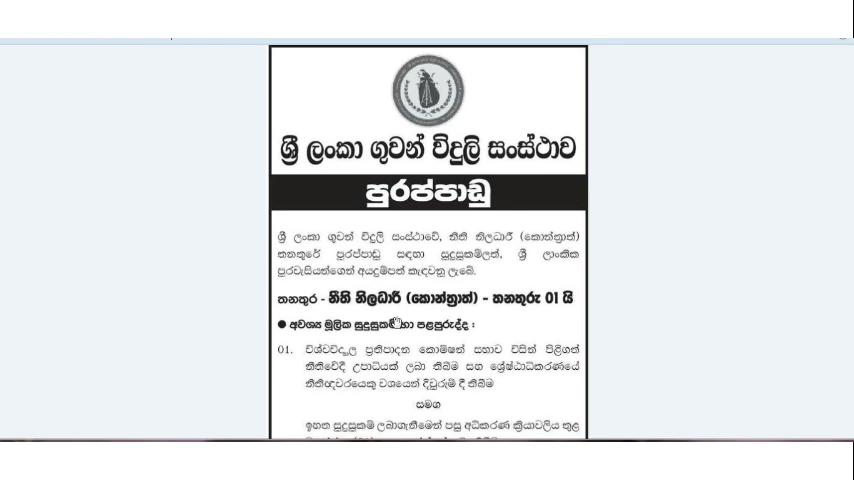 ශ්‍රී ලංකා ගුවන් විදුලි සංස්ථාව
පුරප්පාඩු
ශ්‍රී ලංකා ගුවන් විදුලි සංස්ථාවේ, නීති නිලධාරී (කොන්ත්‍රාත්)
තනතුරේ පුරප්පාඩු සඳහා සුදුසුකම්ලත්, ශ්‍රී ලාංකික
පුරවැසියන්ගෙන් අයදුම්පත් කැඳවනු ලැබේ.
තනතුර - නීති නිලධාරී (කොන්ත්‍රාත්) - තනතුරු 01 යි
● අවශ්‍ය මූලික සුදුසුකම් හා පළපුරුද්ද :
01. විශ්වවිද්‍යාල ප්‍රතිපාදන කොමිෂන් සභාව විසින් පිළිගත්
නීතිවේදී උපාධියක් ලබා තිබීම සහ ශ්‍රේෂ්ඨාධිකරණයේ
නීතිඥවරයෙකු වශයෙන් දිවුරුම් දී තිබීම
සමග
ඉහත සුදුසුකම් ලබාගැනීමෙන් පසු අධිකරණ ක්‍රියාවලිය තුළ